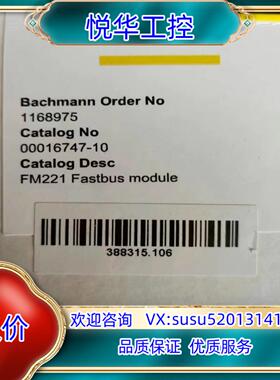 悦华工控
Bachmann Order No
1168975
Catalog No
00016747-10
Catalog Desc
FM221 Fastbus module
388315.106
价
欢迎咨询 VX:susu52013141
品质保证 优质服务